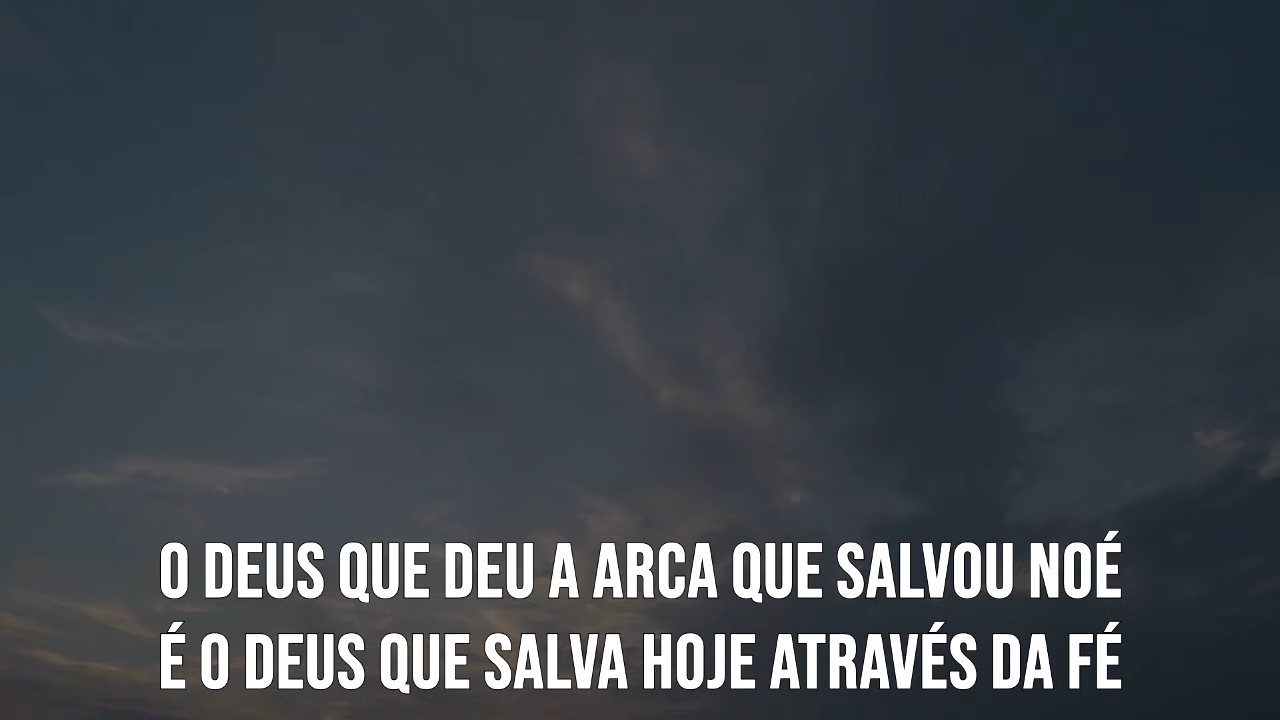 O DEUS QUE DEU A ARCA QUE SALVOU NOÉ
É O DEUS QUE SALVA HOJE ATRAVÉS DA FÉ